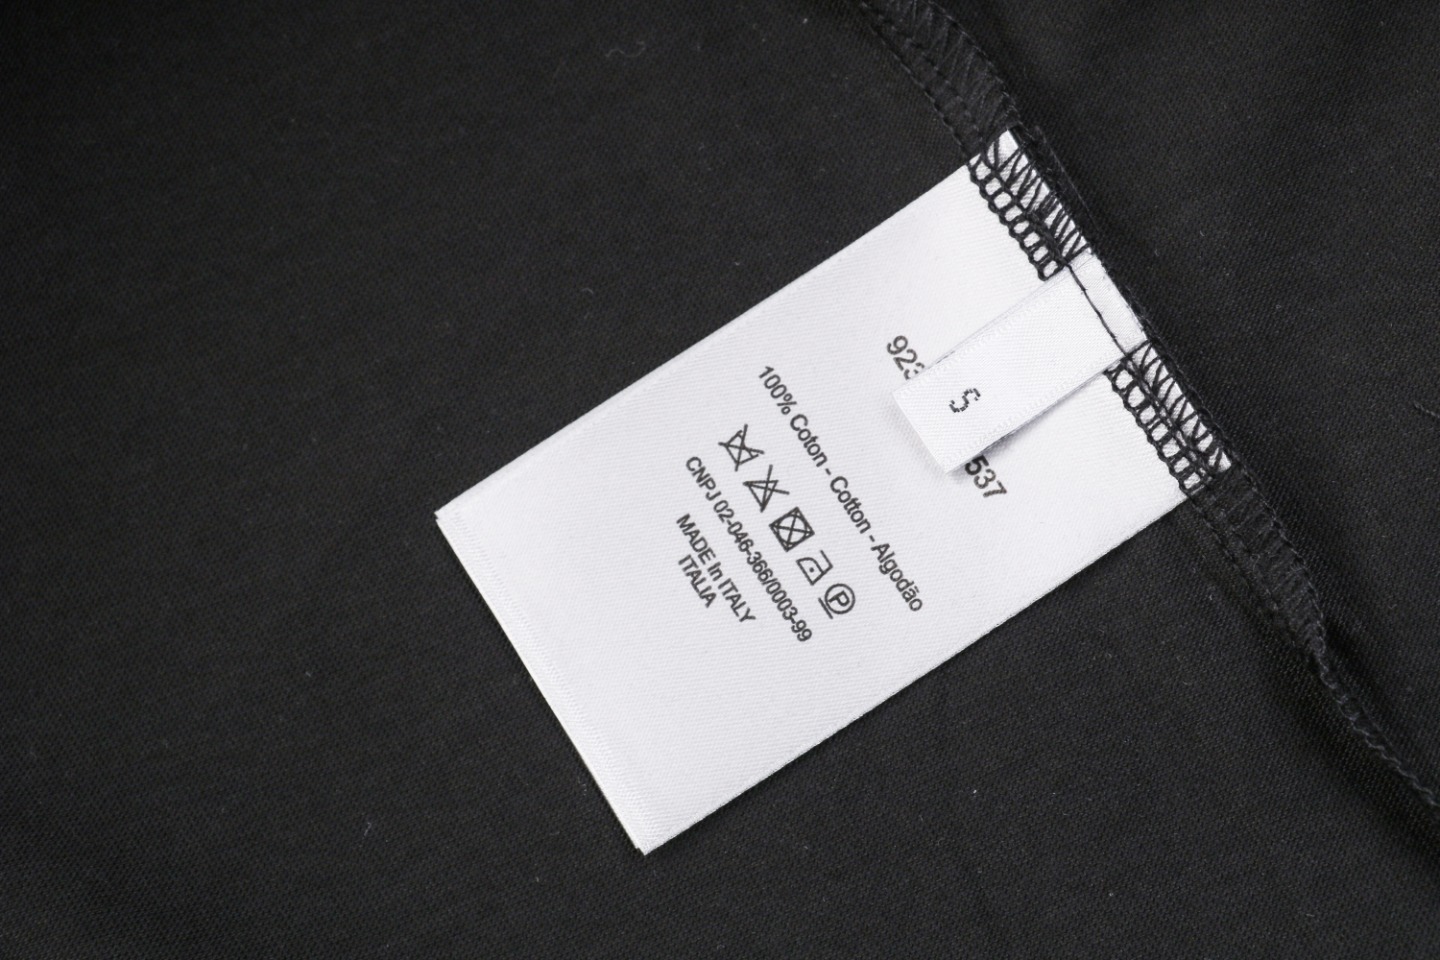 923
537
S
100% Coton - Cotton - Algodão
P
CNPJ 02-046-366/0003-99
MADE In ITALY
ITALIA